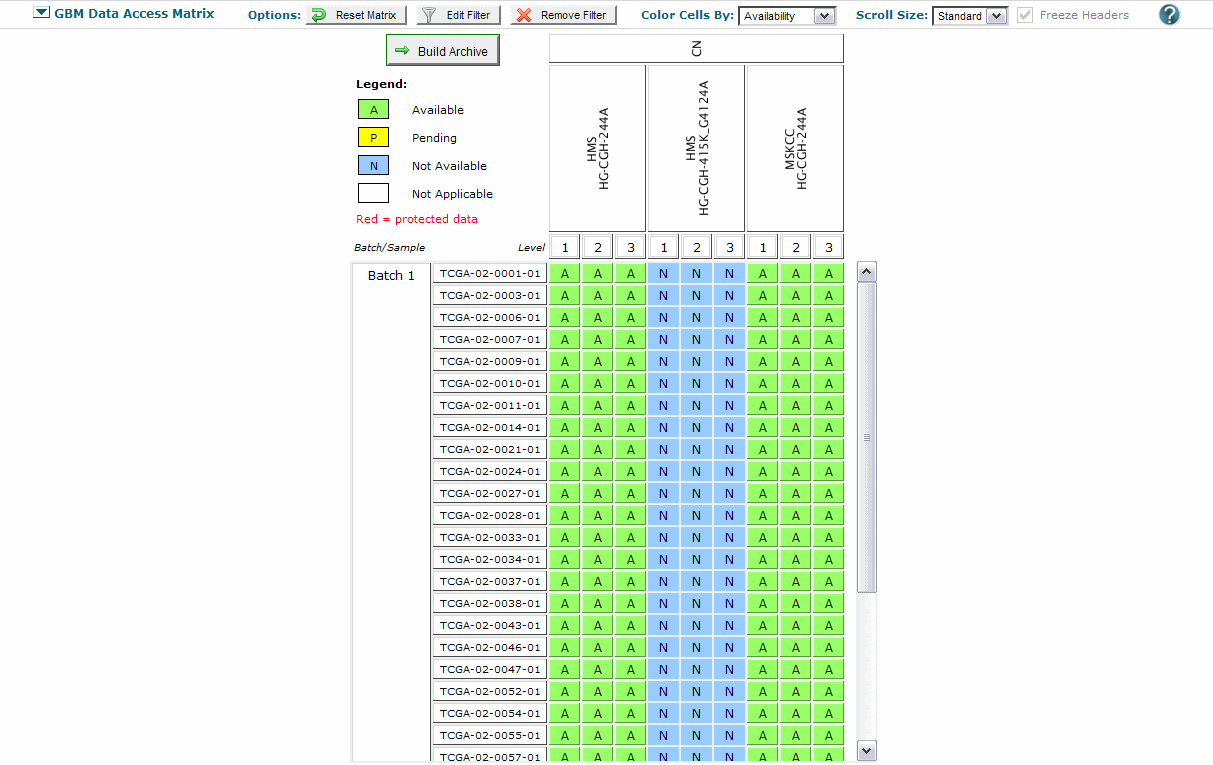 GBM Data Access Matrix Options: Reset Matrix Edit Filter Remove Filter Color Cells By: Availability Scroll Size: Standard Freeze Headers ?
Build Archive
CN
Legend:
A Available
P Pending
N Not Available
Not Applicable
Red = protected data
HMS
HG-CGH-244A
HMS
HG-CGH-415K_G4124A
MSKCC
HG-CGH-244A
Batch/Sample Level 1 2 3 1 2 3 1 2 3
Batch 1 TCGA-02-0001-01 A A A N N N A A A
TCGA-02-0003-01 A A A N N N A A A
TCGA-02-0006-01 A A A N N N A A A
TCGA-02-0007-01 A A A N N N A A A
TCGA-02-0009-01 A A A N N N A A A
TCGA-02-0010-01 A A A N N N A A A
TCGA-02-0011-01 A A A N N N A A A
TCGA-02-0014-01 A A A N N N A A A
TCGA-02-0021-01 A A A N N N A A A
TCGA-02-0024-01 A A A N N N A A A
TCGA-02-0027-01 A A A N N N A A A
TCGA-02-0028-01 A A A N N N A A A
TCGA-02-0033-01 A A A N N N A A A
TCGA-02-0034-01 A A A N N N A A A
TCGA-02-0037-01 A A A N N N A A A
TCGA-02-0038-01 A A A N N N A A A
TCGA-02-0043-01 A A A N N N A A A
TCGA-02-0046-01 A A A N N N A A A
TCGA-02-0047-01 A A A N N N A A A
TCGA-02-0052-01 A A A N N N A A A
TCGA-02-0054-01 A A A N N N A A A
TCGA-02-0055-01 A A A N N N A A A
TCGA-02-0057-01 A A A N N N A A A